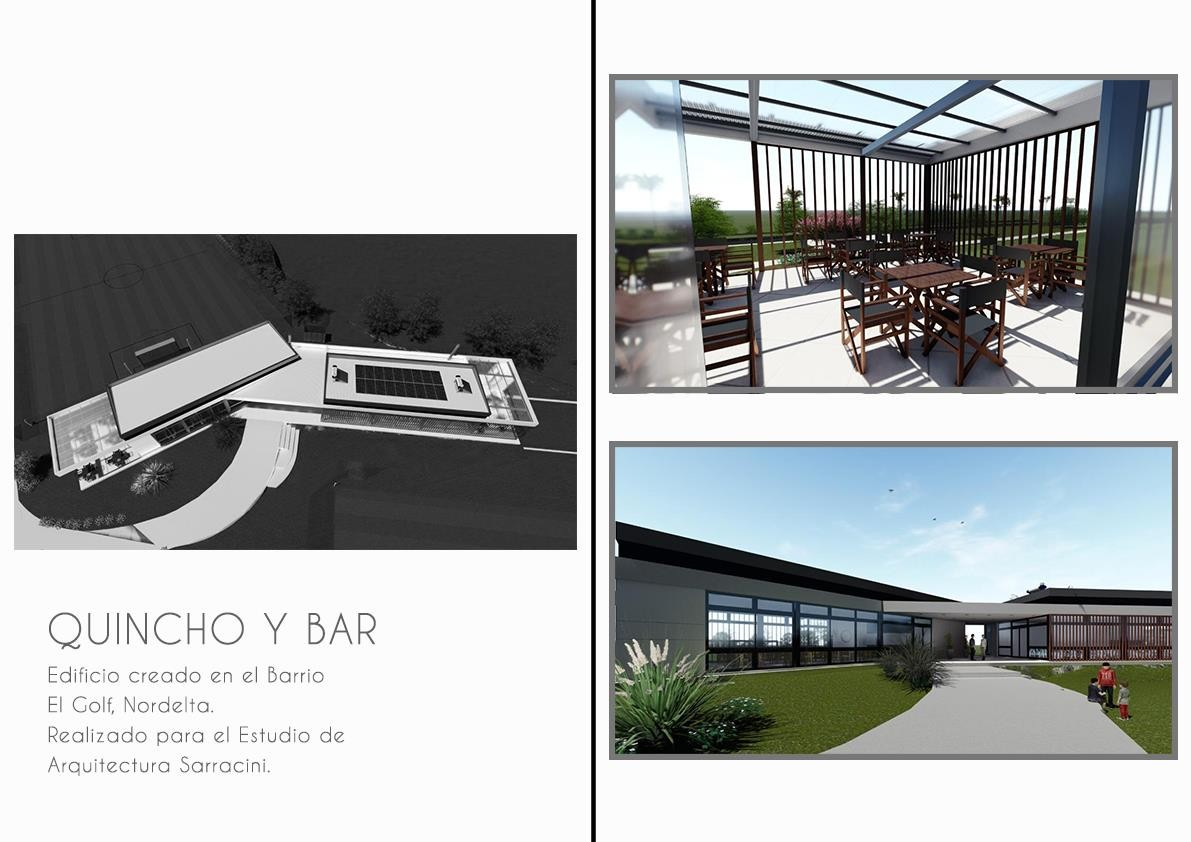 QUINCHO Y BAR
Edificio creado en el Barrio
El Golf, Nordelta.
Realizado para el Estudio de
Arquitectura Sarracini.